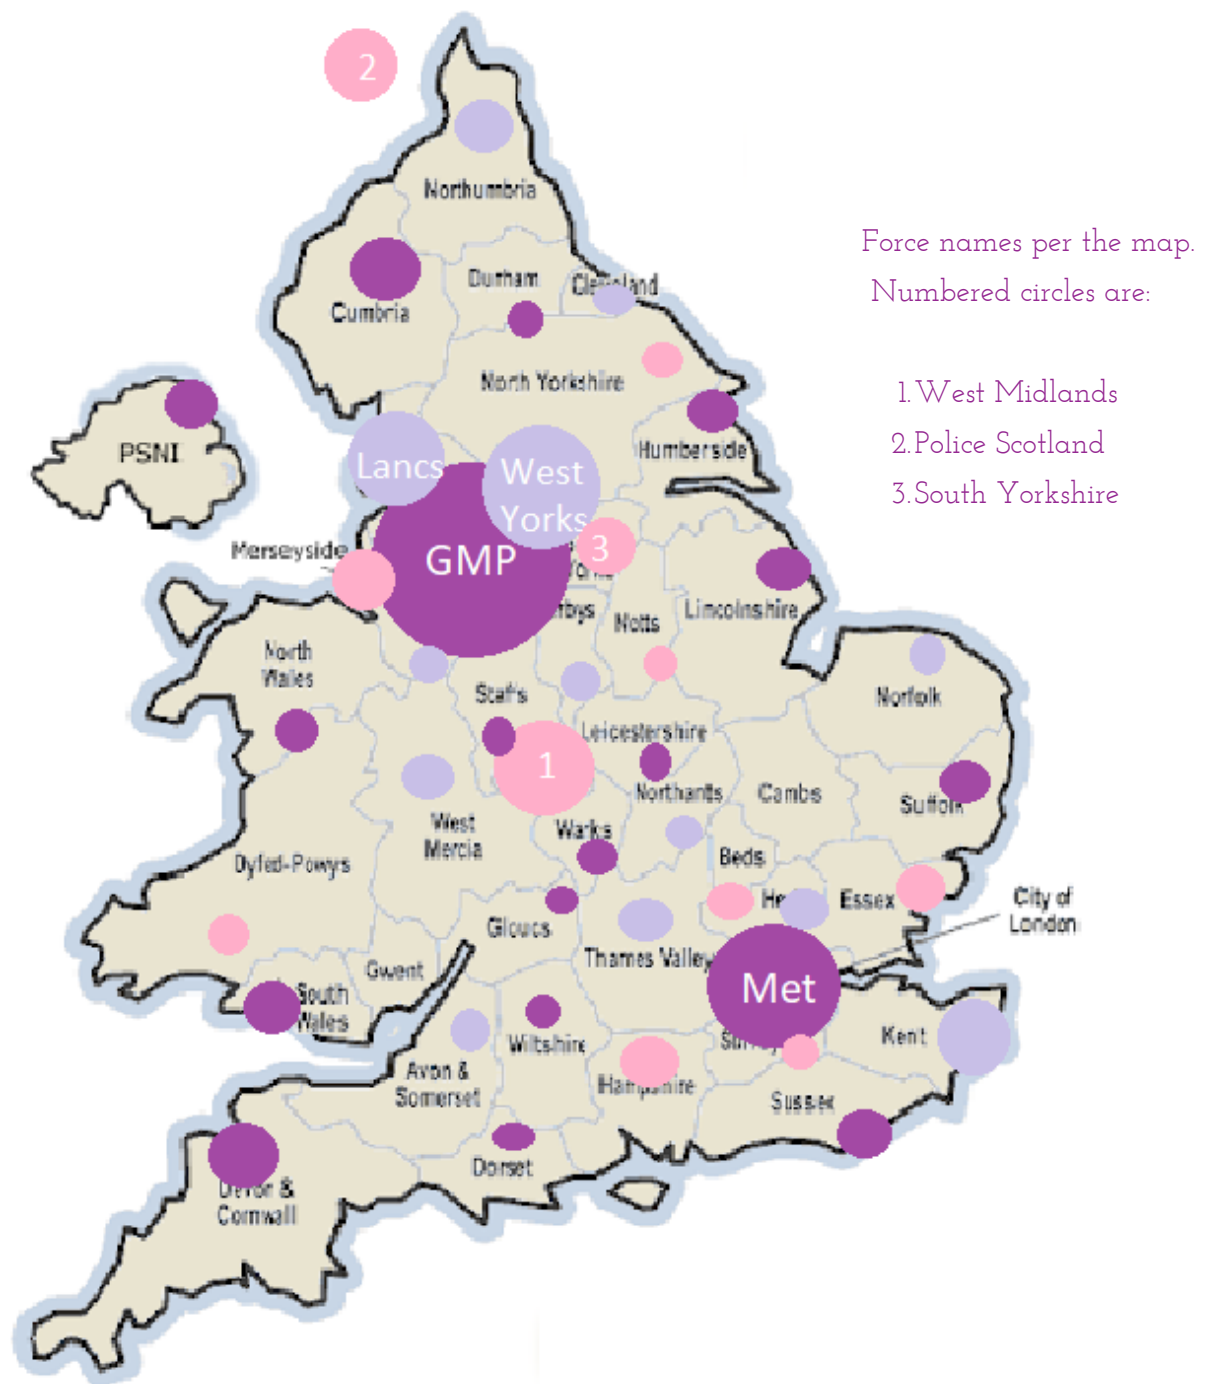 2
Northumbria
Force names per the map.
Numbered circles are:
Durham
Cumbria
North Yorkshire
1.West Midlands
2.Police Scotland
3.South Yorkshire
PSNI
Humberside
Lancs
West
Yorks
GMP
3
Merseyside
Notts
Lincolnshire
North
Wales
Staffs
Norfolk
Leicestershire
1
Northants
Cambs
Suffolk
West
Mercia
Warks
Beds
Dyfed-Powys
Essex
City of
London
Gloucs
Thames Valley
Gwent
South
Wales
Met
Wiltshire
Kent
Avon &
Somerset
Hampshire
Sussex
Dorset
Devon &
Cornwall